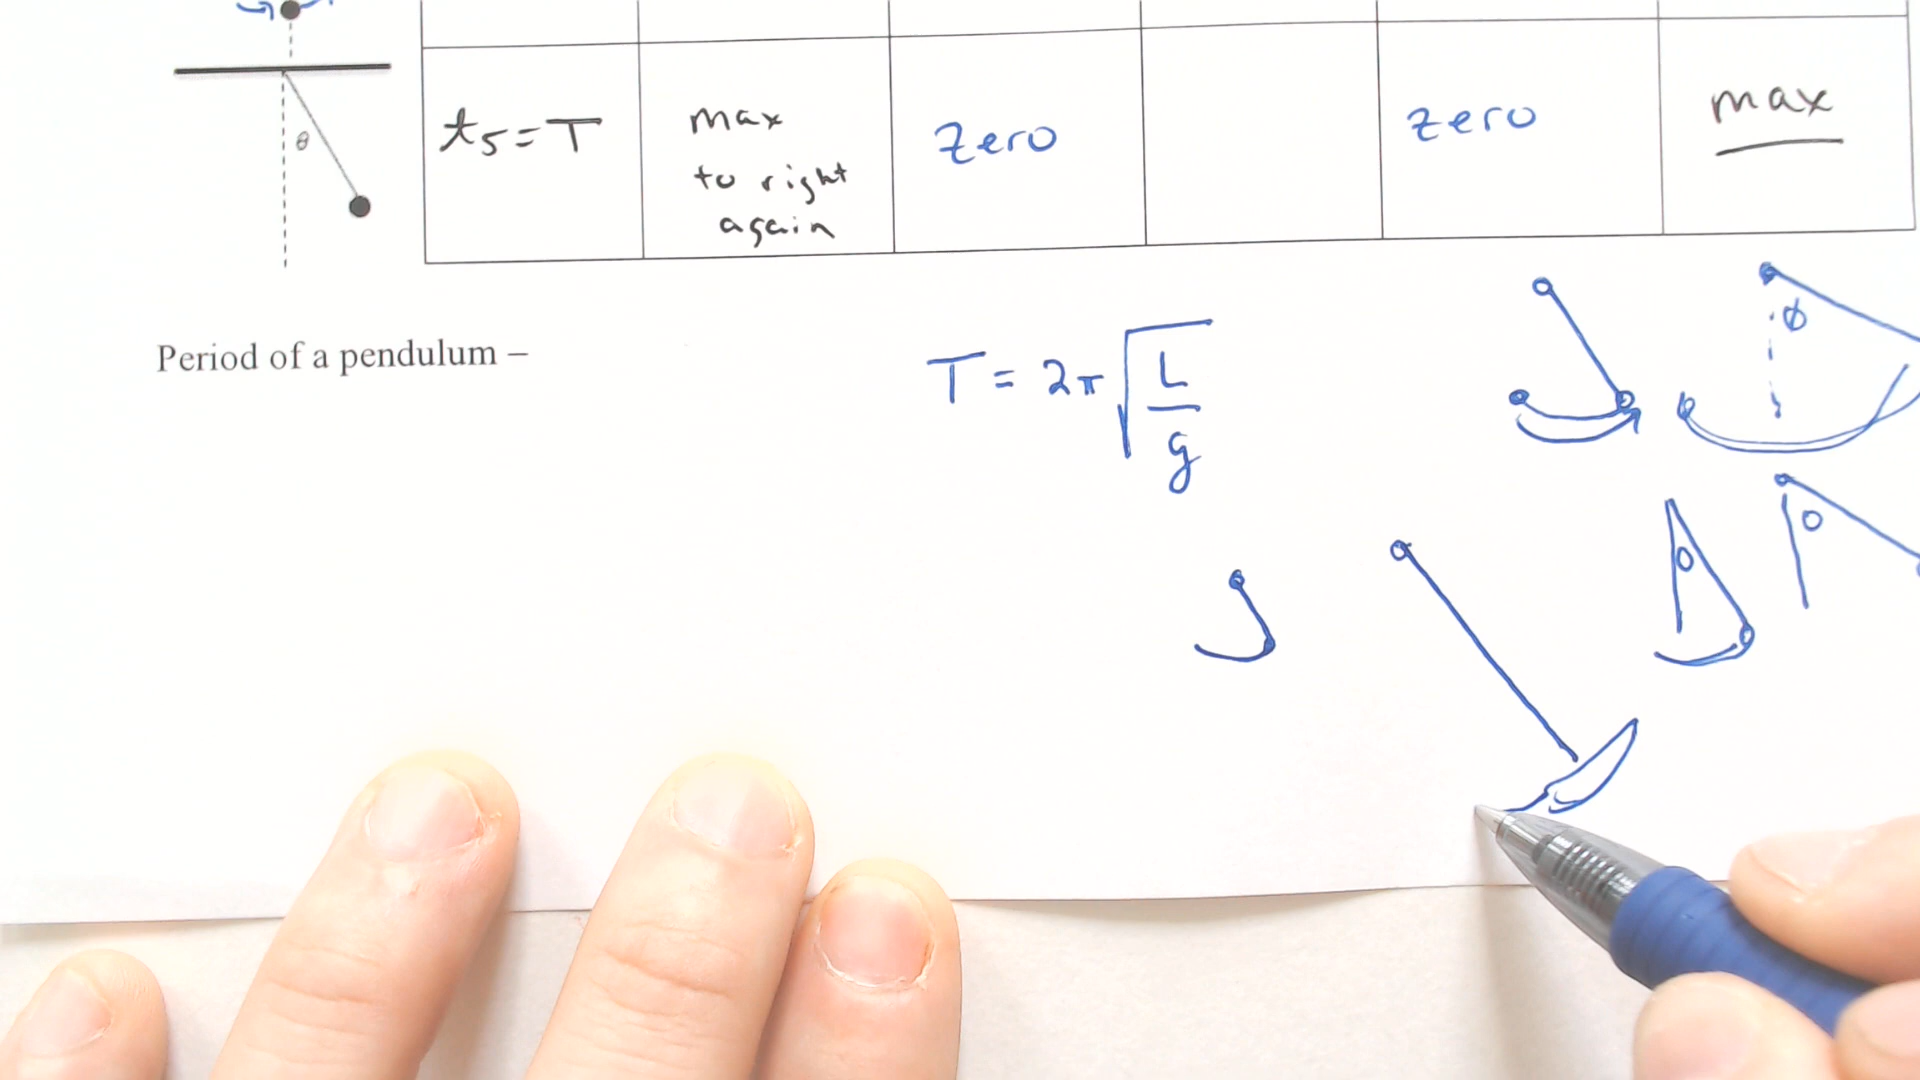 θ
t₅ = T
max
to right
again
zero
zero
max
Period of a pendulum –
T = 2π√(L/g)
ϕ
θ
θ